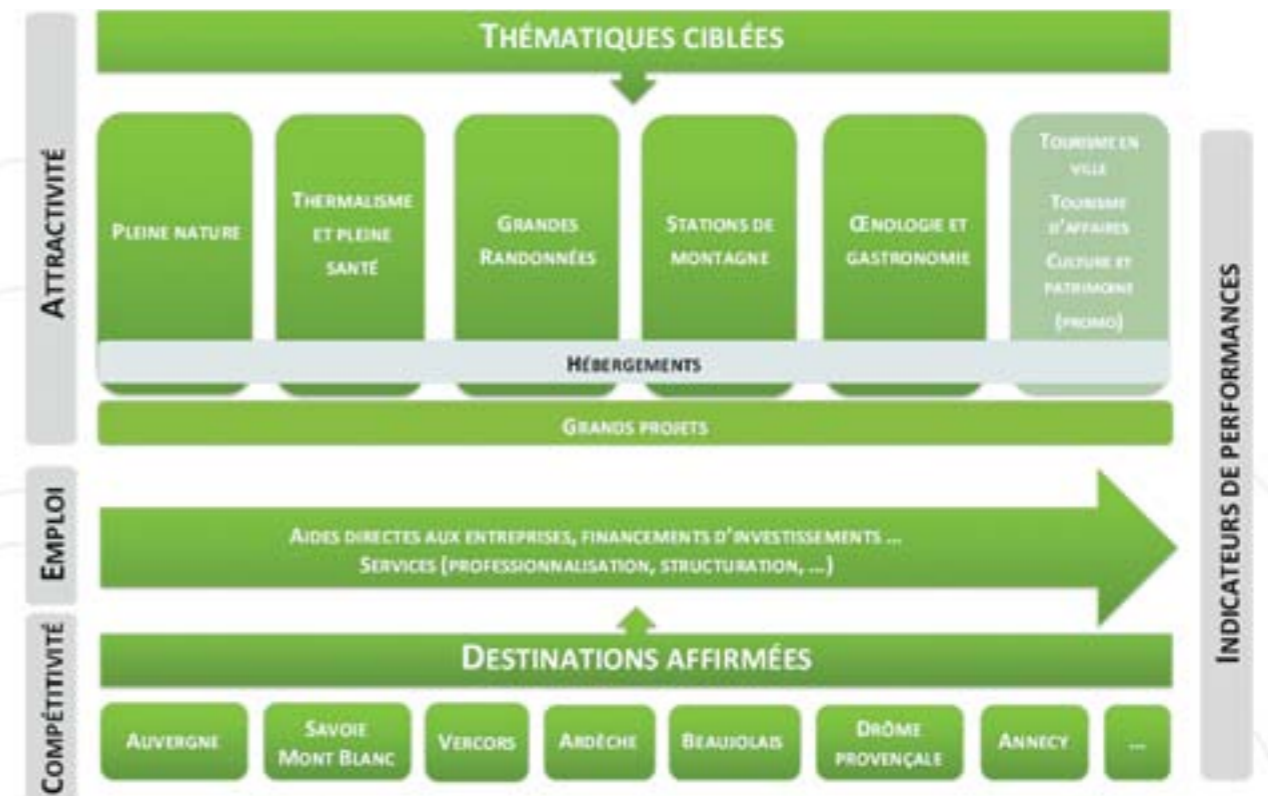 THÉMATIQUES CIBLÉES
ATTRACTIVITÉ
PLEINE NATURE
THERMALISME
ET PLEINE
SANTÉ
GRANDES
RANDONNÉES
STATIONS DE
MONTAGNE
ŒNOLOGIE ET
GASTRONOMIE
TOURISME EN
VILLE
TOURISME
D'AFFAIRES
CULTURE ET
PATRIMOINE
(PROMO)
HÉBERGEMENTS
GRANDS PROJETS
EMPLOI
AIDES DIRECTES AUX ENTREPRISES, FINANCEMENTS D'INVESTISSEMENTS ...
SERVICES (PROFESSIONNALISATION, STRUCTURATION, ...)
COMPÉTITIVITÉ
DESTINATIONS AFFIRMÉES
AUVERGNE
SAVOIE
MONT BLANC
VERCORS
ARDÈCHE
BEAUJOLAIS
DRÔME
PROVENÇALE
ANNECY
...
INDICATEURS DE PERFORMANCES